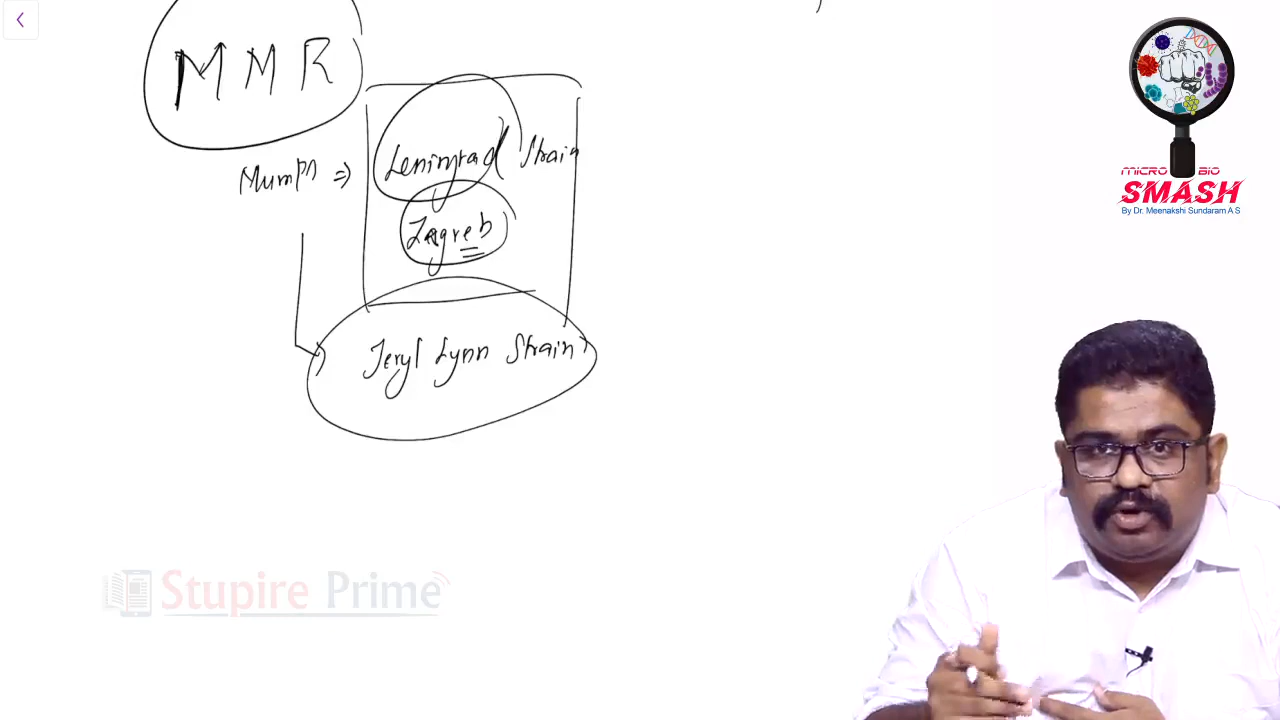 MMR
Mumps ⇒ Leningrad Strain
Zagreb
Jeryl Lynn Strain
MICRO BIO
SMASH
By Dr. Meenakshi Sundaram A S
Stupire Prime